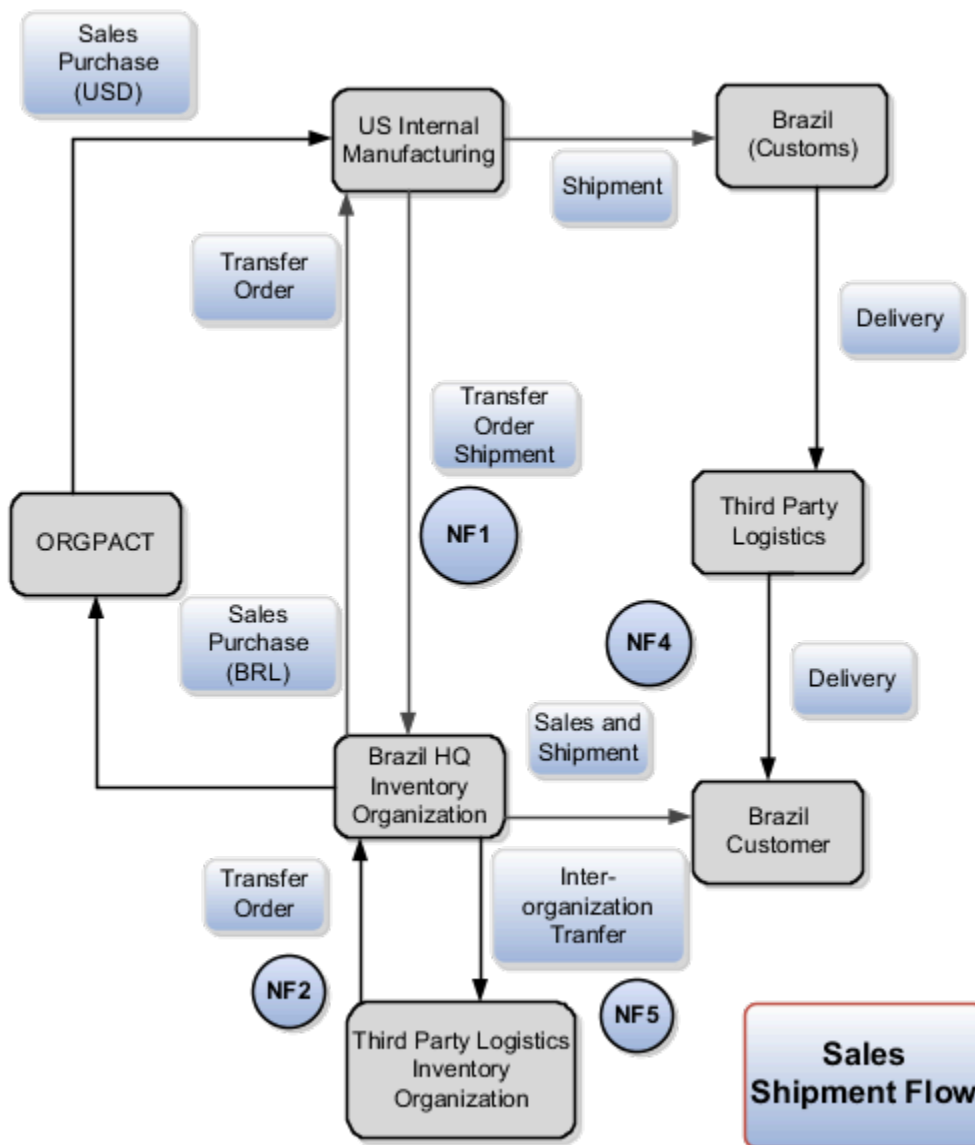 Sales
Purchase
(USD)
US Internal
Manufacturing
Brazil
(Customs)
Shipment
Transfer
Order
Delivery
Transfer
Order
Shipment
Third Party
Logistics
ORGPACT
NF1
Sales
Purchase
(BRL)
NF4
Delivery
Sales and
Shipment
Brazil HQ
Inventory
Organization
Brazil
Customer
Transfer
Order
Inter-
organization
Tranfer
NF2
NF5
Third Party Logistics
Inventory
Organization
Sales
Shipment Flow